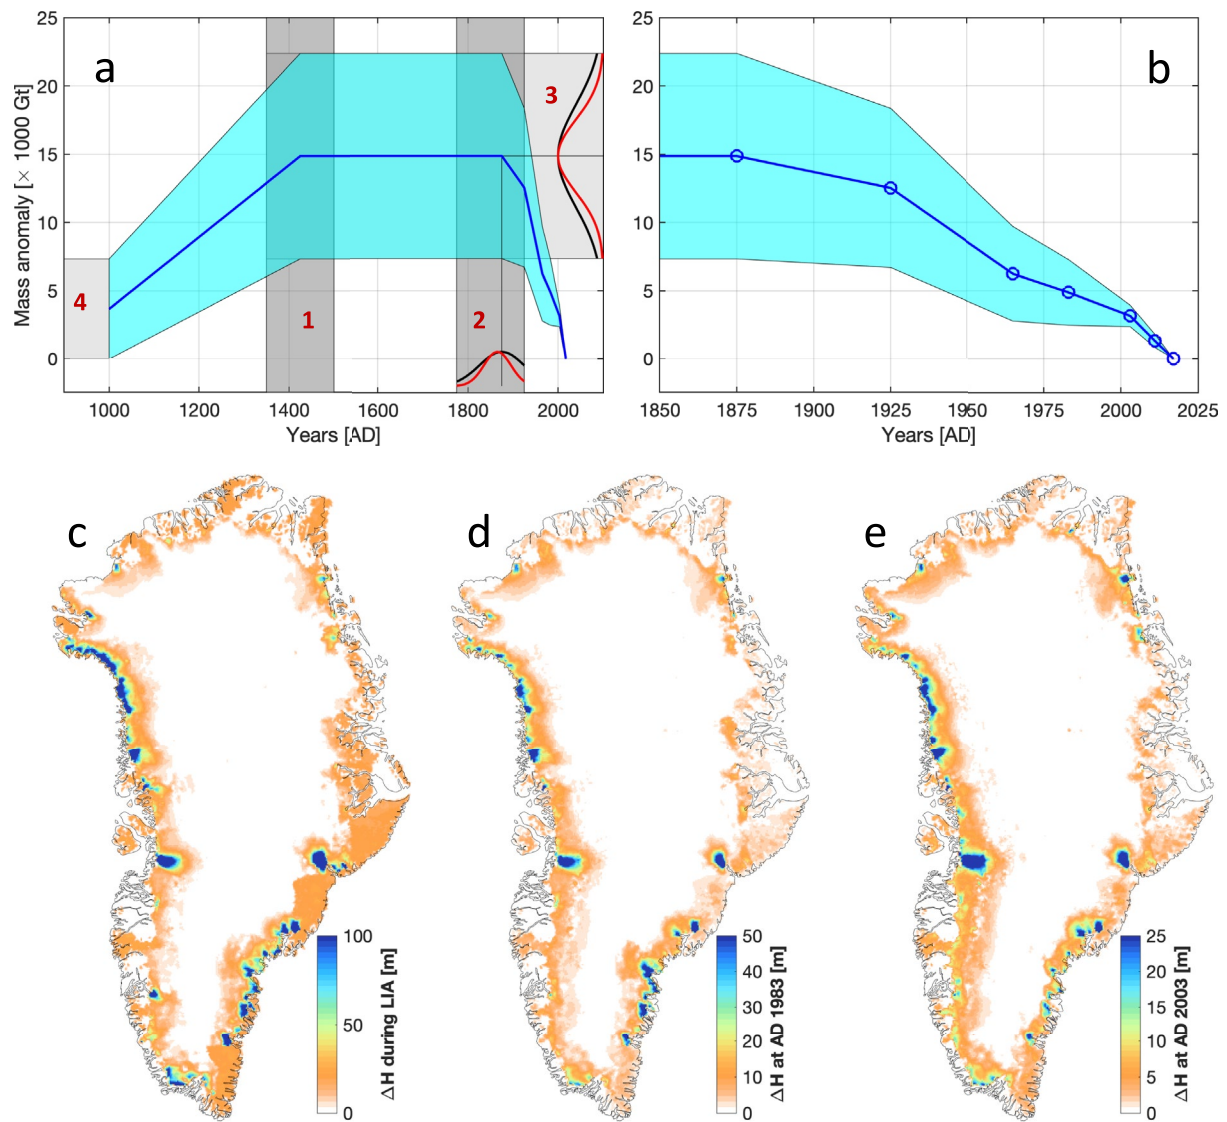 a
25
20
15
10
5
0
Mass anomaly [× 1000 Gt]
3
4
1
2
1000 1200 1400 1600 1800 2000
Years [AD]
b
25
20
15
10
5
0
1850 1875 1900 1925 1950 1975 2000 2025
Years [AD]
c
100
50
0
ΔH during LIA [m]
d
50
40
30
20
10
0
ΔH at AD 1983 [m]
e
25
20
15
10
5
0
ΔH at AD 2003 [m]